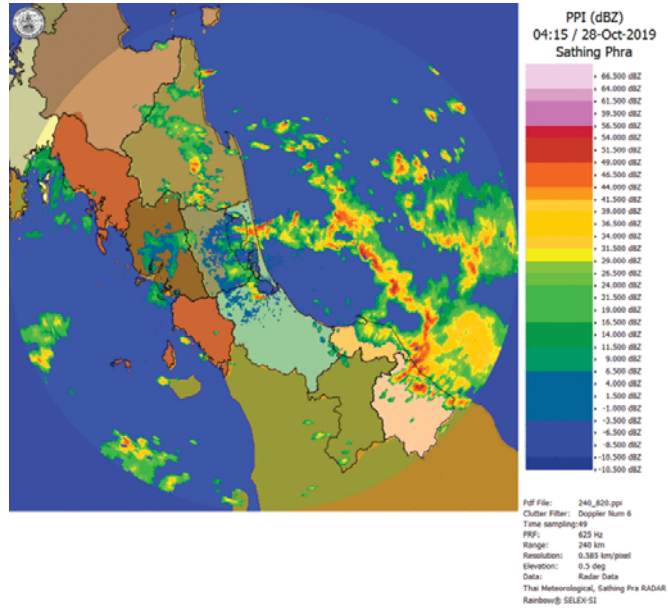 PPI (dBZ)
04:15 / 28-Oct-2019
Sathing Phra
66.500 dBZ
64.000 dBZ
61.500 dBZ
59.500 dBZ
56.500 dBZ
54.000 dBZ
51.500 dBZ
49.000 dBZ
46.500 dBZ
44.000 dBZ
41.500 dBZ
39.000 dBZ
36.500 dBZ
34.000 dBZ
31.500 dBZ
29.000 dBZ
26.500 dBZ
24.000 dBZ
21.500 dBZ
19.000 dBZ
16.500 dBZ
14.000 dBZ
11.500 dBZ
9.000 dBZ
6.500 dBZ
4.000 dBZ
1.500 dBZ
-1.000 dBZ
-3.500 dBZ
-6.500 dBZ
-8.500 dBZ
-10.500 dBZ
-10.500 dBZ
Pdf File: 240_820.ppi
Clutter Filter: Doppler Num 6
Time sampling:49
PRF: 625 Hz
Range: 240 km
Resolution: 0.585 km/pixel
Elevation: 0.5 deg
Data: Radar Data
Thai Meteorological, Sathing Pra RADAR
Rainbow® SELEX-SI